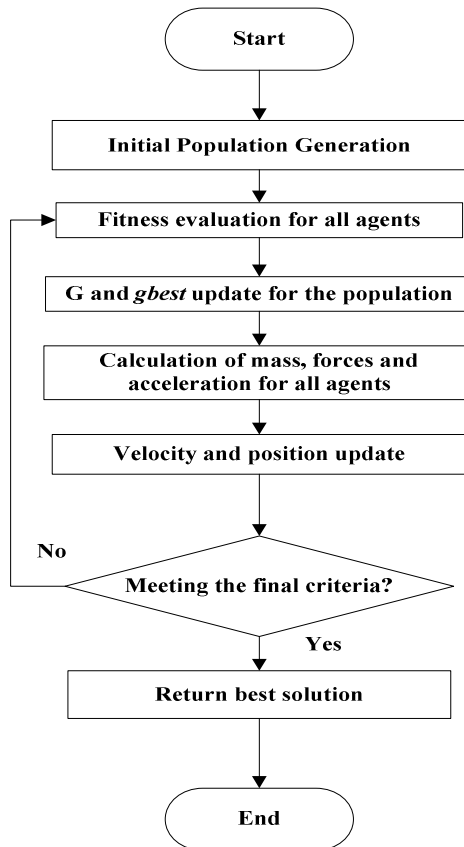 Start
Initial Population Generation
Fitness evaluation for all agents
G and gbest update for the population
Calculation of mass, forces and
acceleration for all agents
Velocity and position update
No
Meeting the final criteria?
Yes
Return best solution
End